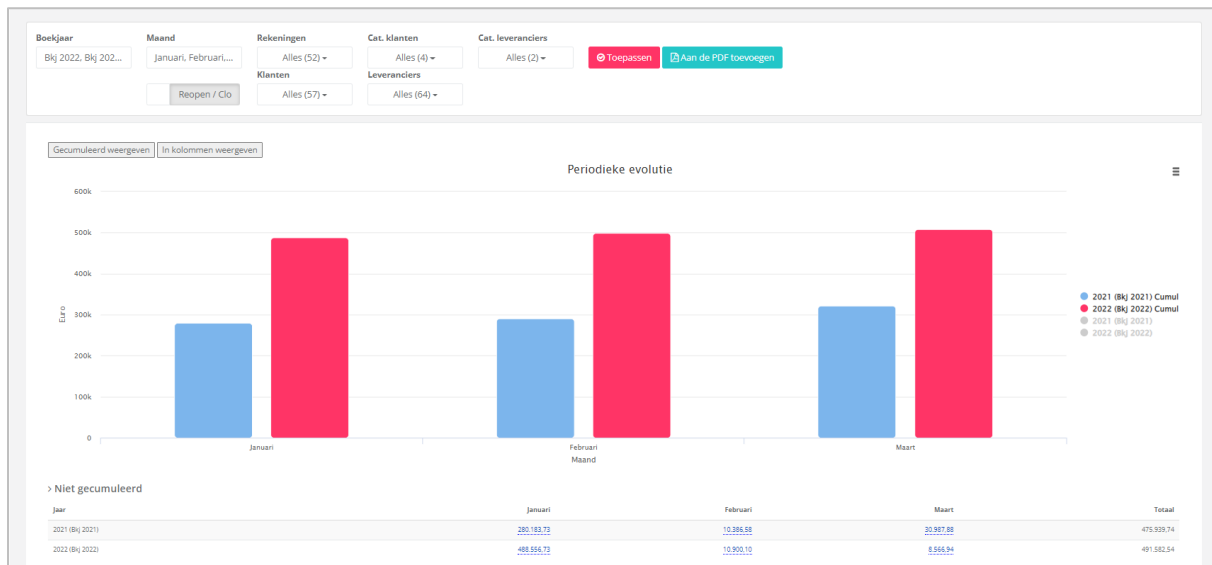 Boekjaar Maand Rekeningen Cat. klanten Cat. leveranciers
Bkj 2022, Bkj 202... Januari, Februari,... Alles (52) Alles (4) Alles (2) Toepassen Aan de PDF toevoegen
Klanten Leveranciers
Reopen / Clo Alles (57) Alles (64)
Gecumuleerd weergeven In kolommen weergeven
Periodieke evolutie
600k
500k
400k
300k
200k
100k
0
Euro
Januari Februari Maart
Maand
2021 (Bkj 2021) Cumul
2022 (Bkj 2022) Cumul
2021 (Bkj 2021)
2022 (Bkj 2022)
> Niet gecumuleerd
Jaar Januari Februari Maart Totaal
2021 (Bkj 2021) 280.183,73 10.386,58 30.987,88 475.939,74
2022 (Bkj 2022) 488.556,73 10.900,10 8.566,94 491.582,54